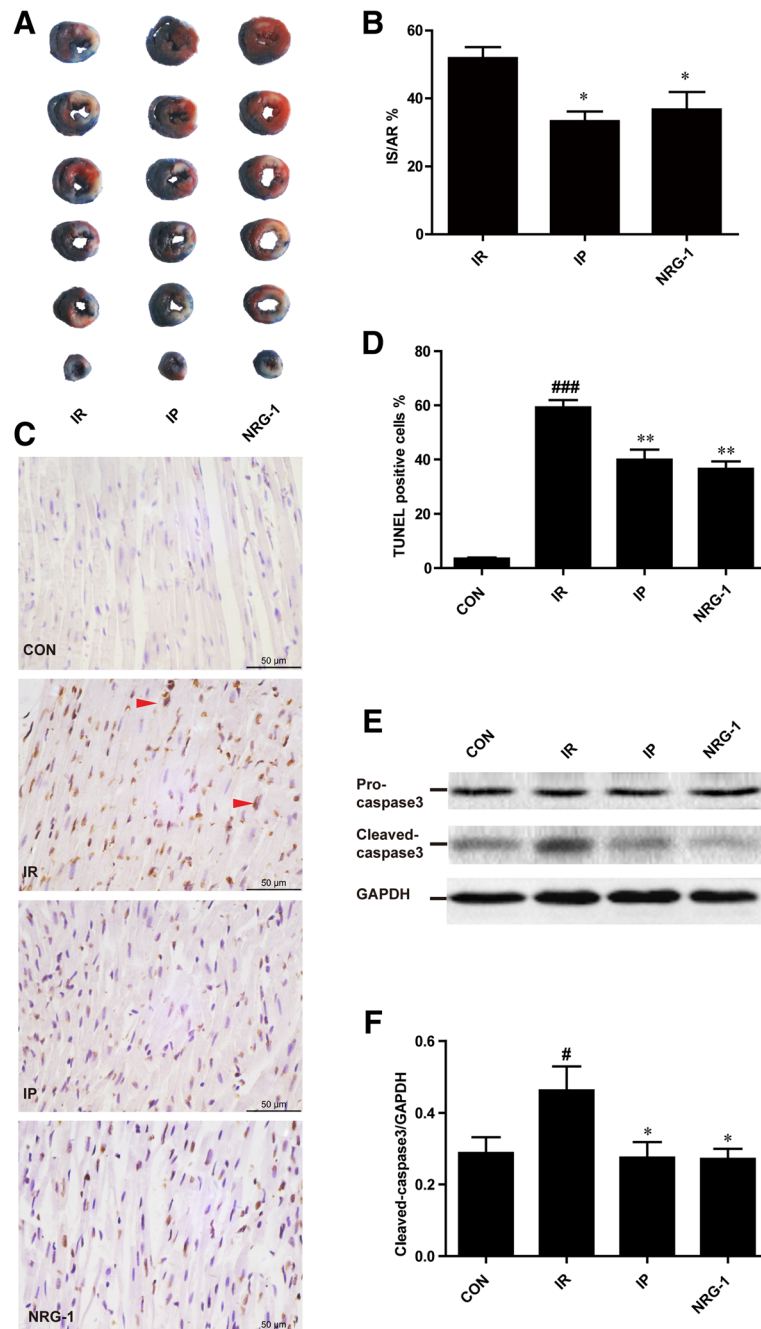 A
IR
IP
NRG-1
B
IS/AR %
60
40
20
0
*
*
IR
IP
NRG-1
C
CON
50 μm
IR
50 μm
IP
50 μm
NRG-1
50 μm
D
TUNEL positive cells %
80
60
40
20
0
###
**
**
CON
IR
IP
NRG-1
E
CON
IR
IP
NRG-1
Pro-
caspase3
Cleaved-
caspase3
GAPDH
F
Cleaved-caspase3/GAPDH
0.6
0.4
0.2
0.0
#
*
*
CON
IR
IP
NRG-1